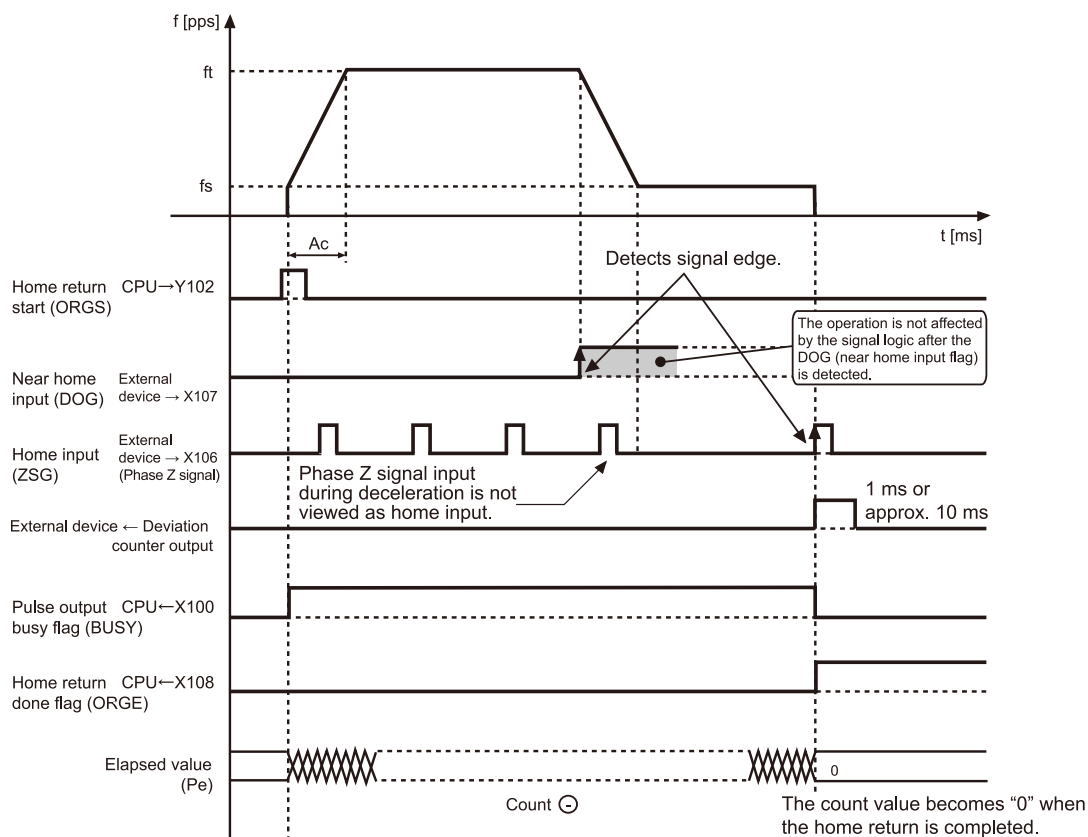 f [pps]
ft
fs
t [ms]
Ac
Detects signal edge.
Home return CPU→Y102
start (ORGS)
The operation is not affected
by the signal logic after the
DOG (near home input flag)
is detected.
Near home External
input (DOG) device → X107
Home input External
(ZSG) device → X106
(Phase Z signal)
Phase Z signal input
during deceleration is not
viewed as home input.
1 ms or
approx. 10 ms
External device ← Deviation
counter output
Pulse output CPU←X100
busy flag (BUSY)
Home return CPU←X108
done flag (ORGE)
Elapsed value
(Pe)
0
Count ⊖
The count value becomes “0” when
the home return is completed.